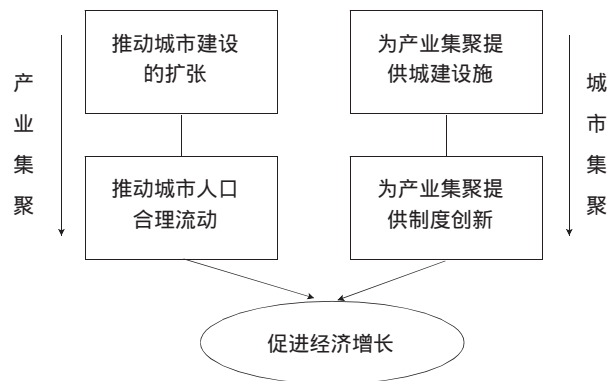 产业集聚
推动城市建设
的扩张
推动城市人口
合理流动
为产业集聚提
供城建设施
为产业集聚提
供制度创新
城市集聚
促进经济增长